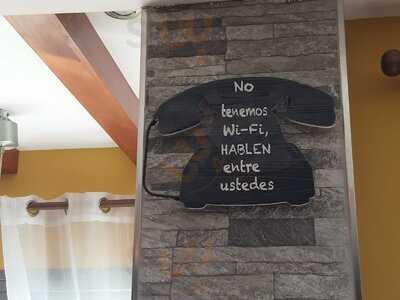 No
tenemos
Wi-Fi,
HABLEN
entre
ustedes